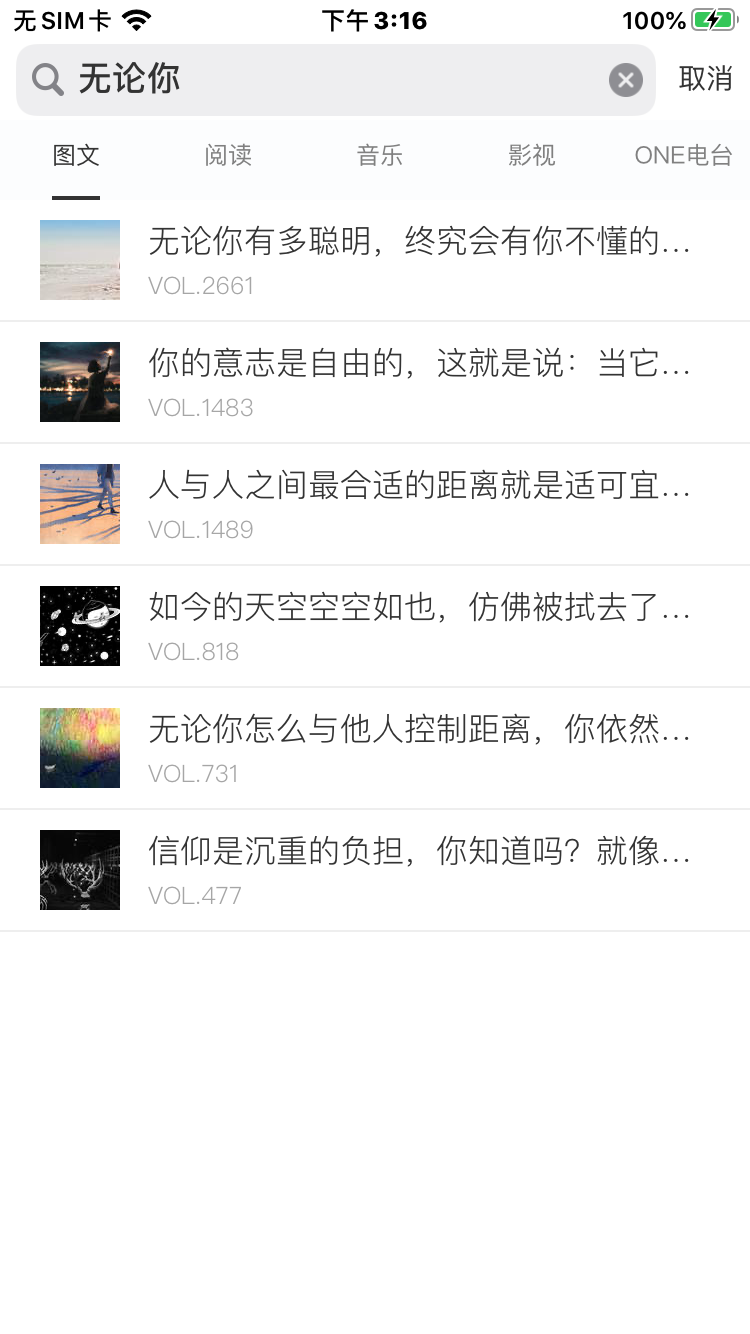 无SIM卡 下午3:16 100%
无论你 取消
图文 阅读 音乐 影视 ONE电台
无论你有多聪明，终究会有你不懂的...
VOL.2661
你的意志是自由的，这就是说：当它...
VOL.1483
人与人之间最合适的距离就是适可宜...
VOL.1489
如今的天空空空如也，仿佛被拭去了...
VOL.818
无论你怎么与他人控制距离，你依然...
VOL.731
信仰是沉重的负担，你知道吗？就像...
VOL.477